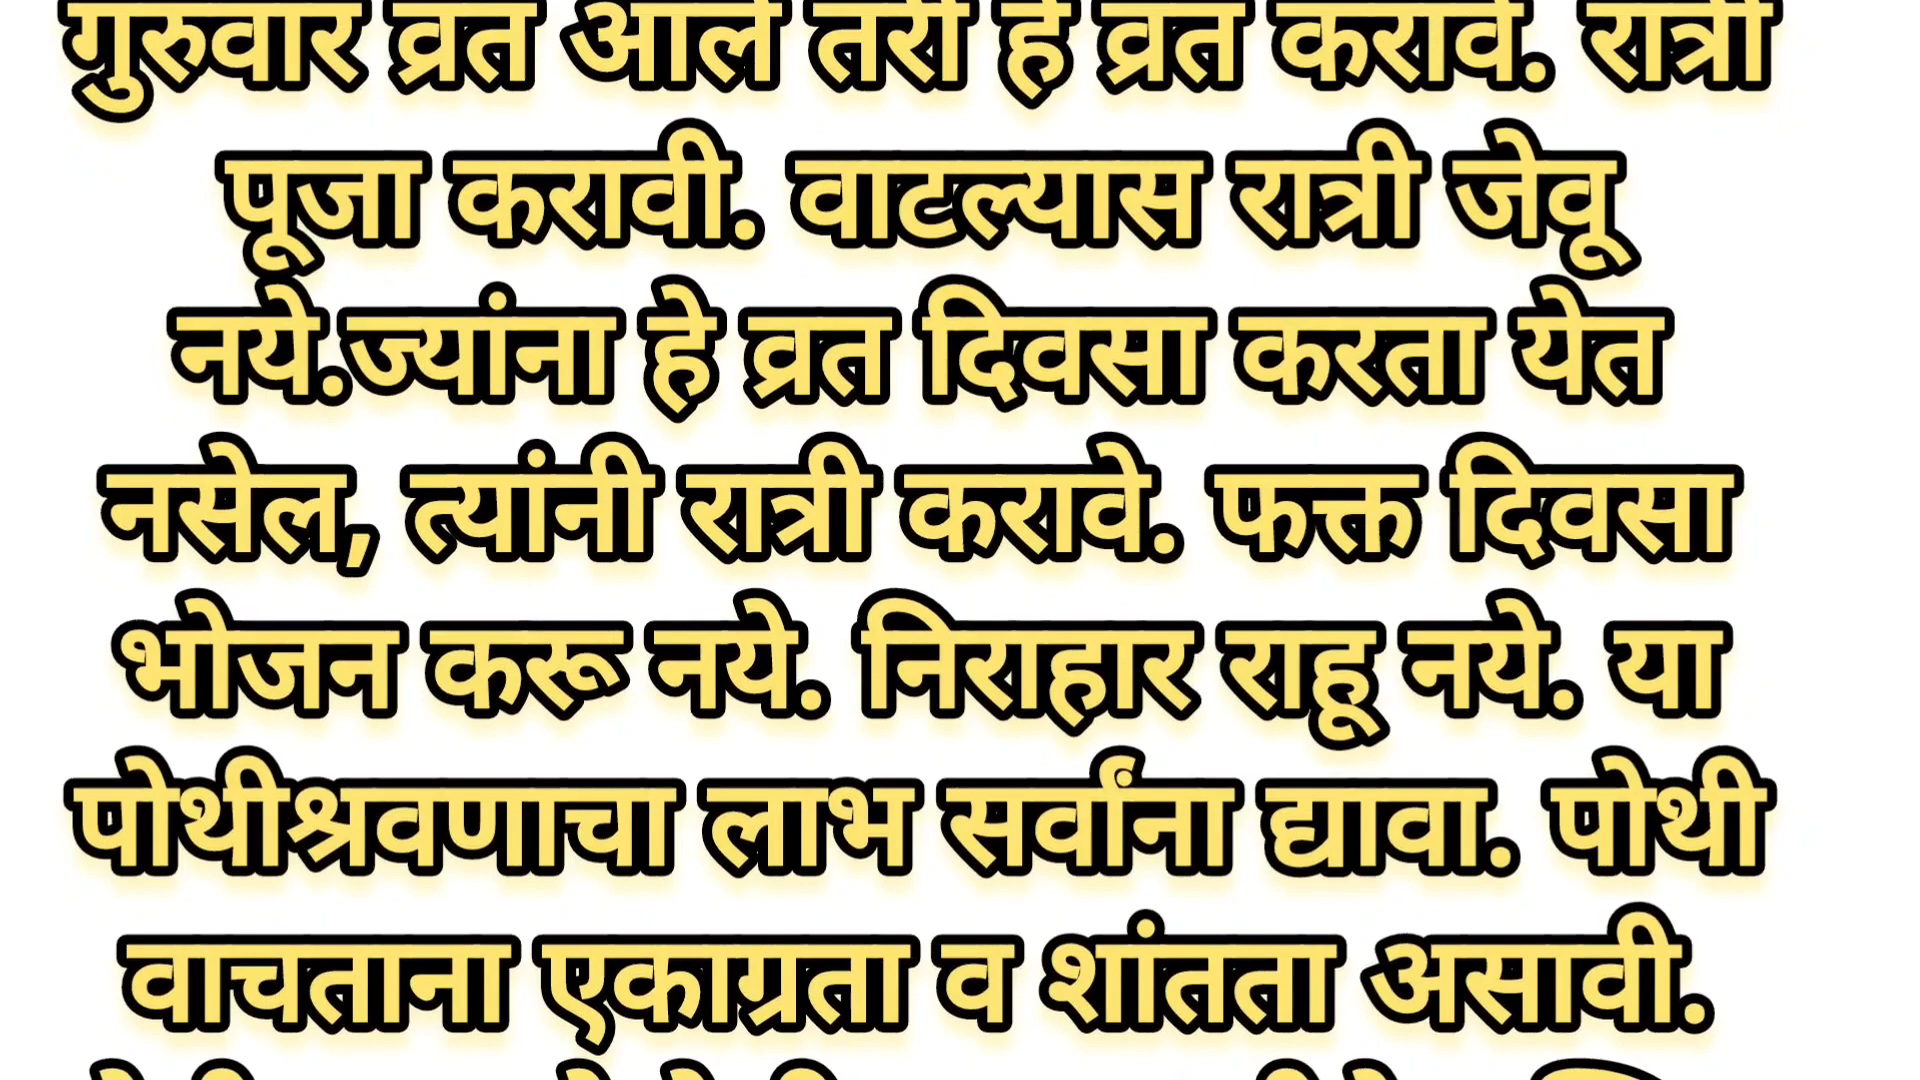 गुरुवार व्रत आले तरी हे व्रत करावे. रात्री
पूजा करावी. वाटल्यास रात्री जेवू
नये.ज्यांना हे व्रत दिवसा करता येत
नसेल, त्यांनी रात्री करावे. फक्त दिवसा
भोजन करू नये. निराहार राहू नये. या
पोथीश्रवणाचा लाभ सर्वांना द्यावा. पोथी
वाचताना एकाग्रता व शांतता असावी.